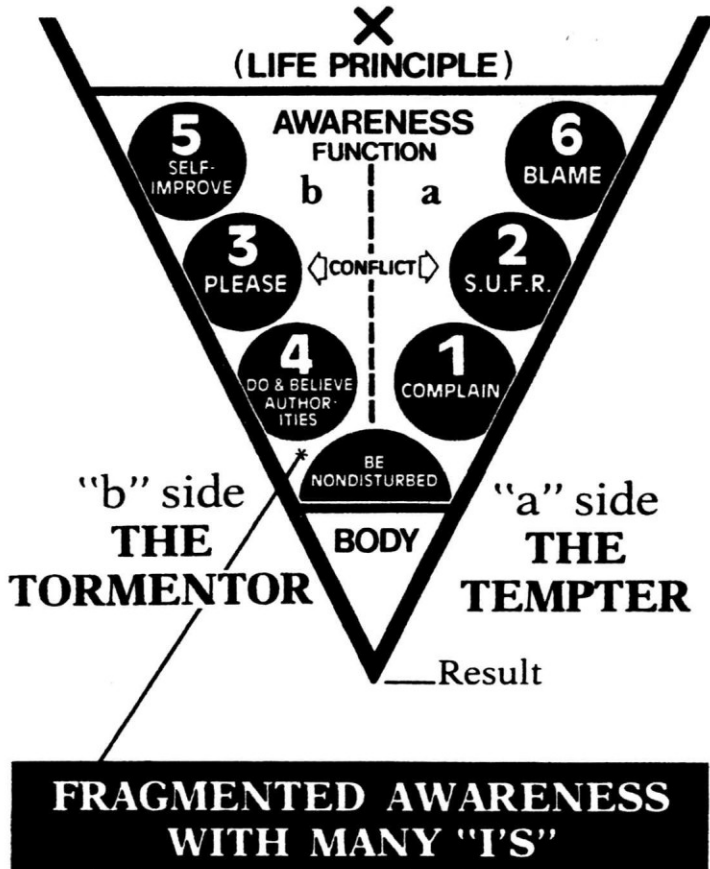 X
(LIFE PRINCIPLE)
AWARENESS
FUNCTION
b
a
5
SELF-
IMPROVE
6
BLAME
3
PLEASE
CONFLICT
2
S.U.F.R.
4
DO & BELIEVE
AUTHOR-
ITIES
1
COMPLAIN
*
BE
NONDISTURBED
"b" side
THE
TORMENTOR
"a" side
THE
TEMPTER
BODY
Result
FRAGMENTED AWARENESS
WITH MANY "I'S"